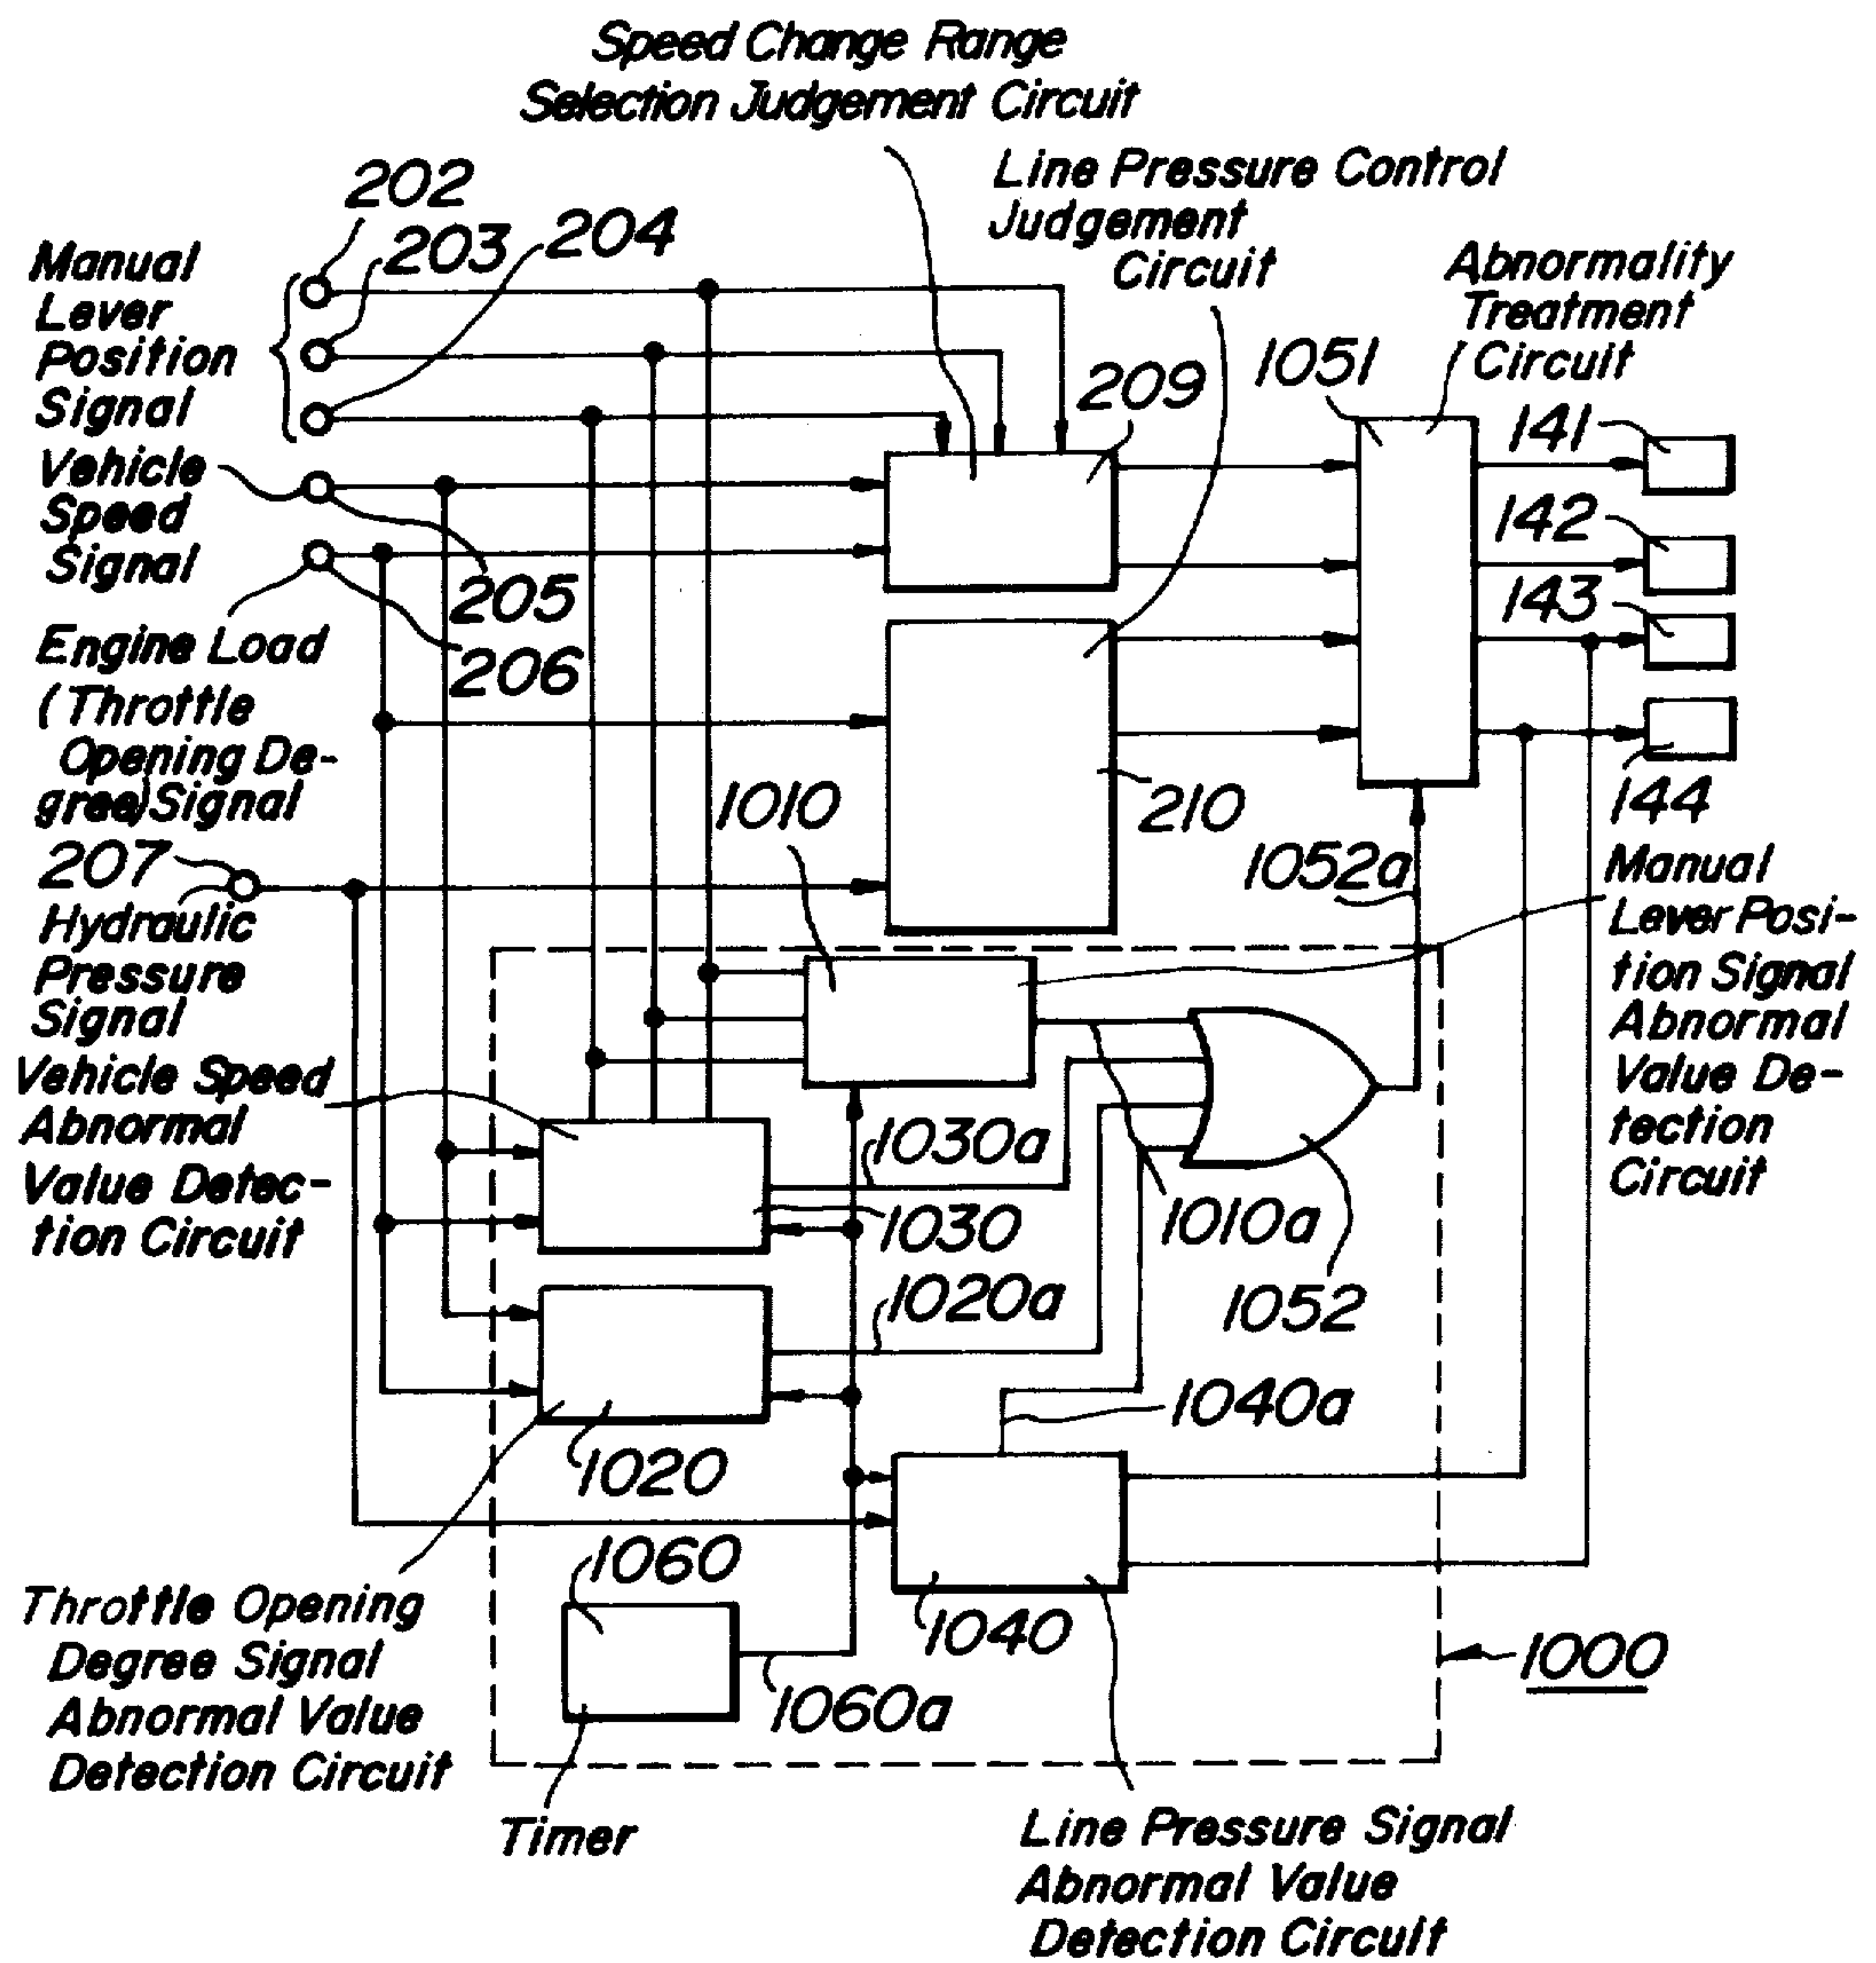 Speed Change Range
Selection Judgement Circuit
Line Pressure Control
Judgement
Circuit
202
203
204
Manual
Lever
Position
Signal
Abnormality
Treatment
Circuit
1051
209
141
Vehicle
Speed
Signal
142
205
143
Engine Load
206
(Throttle
Opening De-
gree)Signal
1010
210
144
207
1052a
Manual
Lever Posi-
tion Signal
Abnormal
Value De-
tection
Circuit
Hydraulic
Pressure
Signal
Vehicle Speed
Abnormal
Value Detec-
tion Circuit
1030a
1010a
1030
1020a
1052
1040a
1020
1060
1040
1000
Throttle Opening
Degree Signal
Abnormal Value
Detection Circuit
1060a
Timer
Line Pressure Signal
Abnormal Value
Detection Circuit